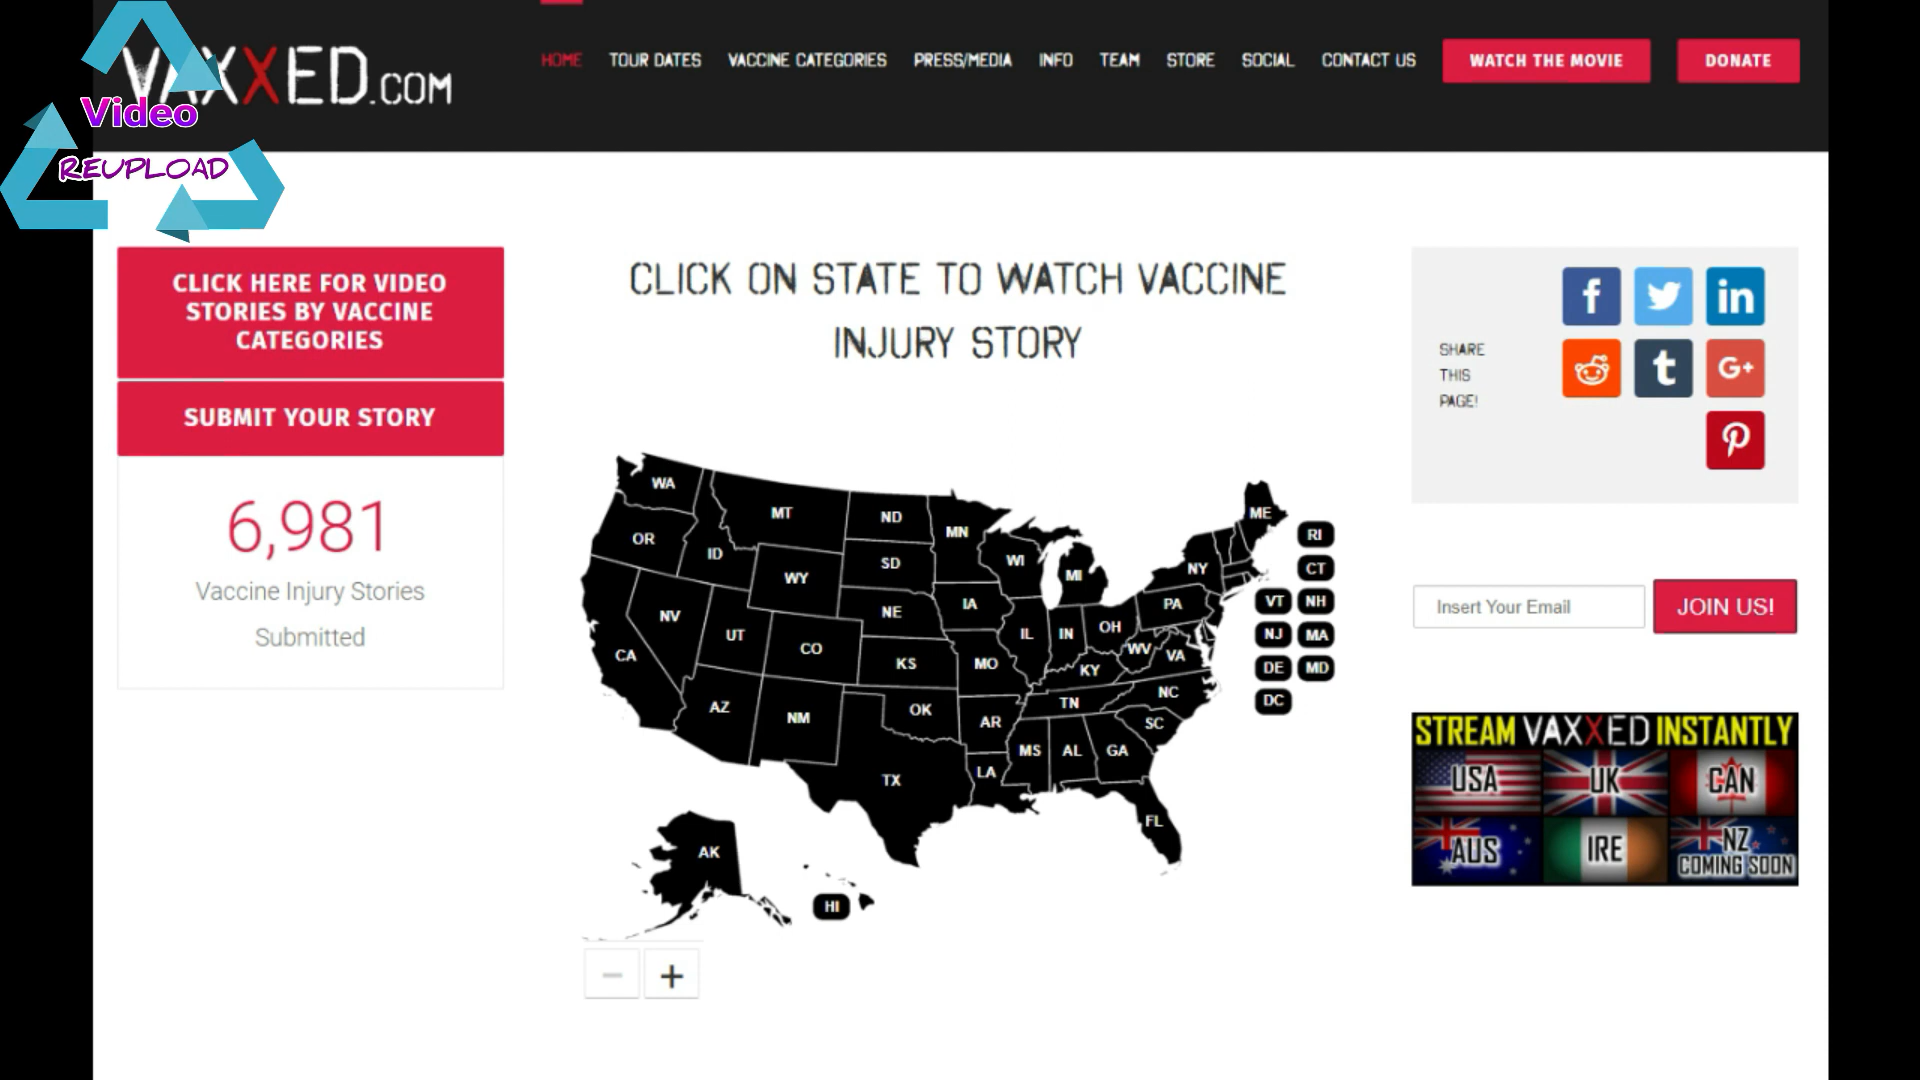 VAXXED.COM
HOME TOUR DATES VACCINE CATEGORIES PRESS/MEDIA INFO TEAM STORE SOCIAL CONTACT US WATCH THE MOVIE DONATE
Video
REUPLOAD
CLICK HERE FOR VIDEO
STORIES BY VACCINE
CATEGORIES
SUBMIT YOUR STORY
6,981
Vaccine Injury Stories
Submitted
CLICK ON STATE TO WATCH VACCINE
INJURY STORY
WA
MT
ND
MN
ME
OR
ID
SD
WI
MI
NY
RI
WY
CT
NV
NE
IA
PA
VT NH
UT
CO
IL
IN
OH
NJ MA
CA
KS
MO
KY
WV
VA
DE MD
AZ
NM
OK
AR
TN
NC
SC
DC
TX
LA
MS
AL
GA
FL
AK
HI
− +
SHARE
THIS
PAGE!
f
in
t
G+
Insert Your Email
JOIN US!
STREAM VAXXED INSTANTLY
USA UK CAN
AUS IRE NZ
COMING SOON